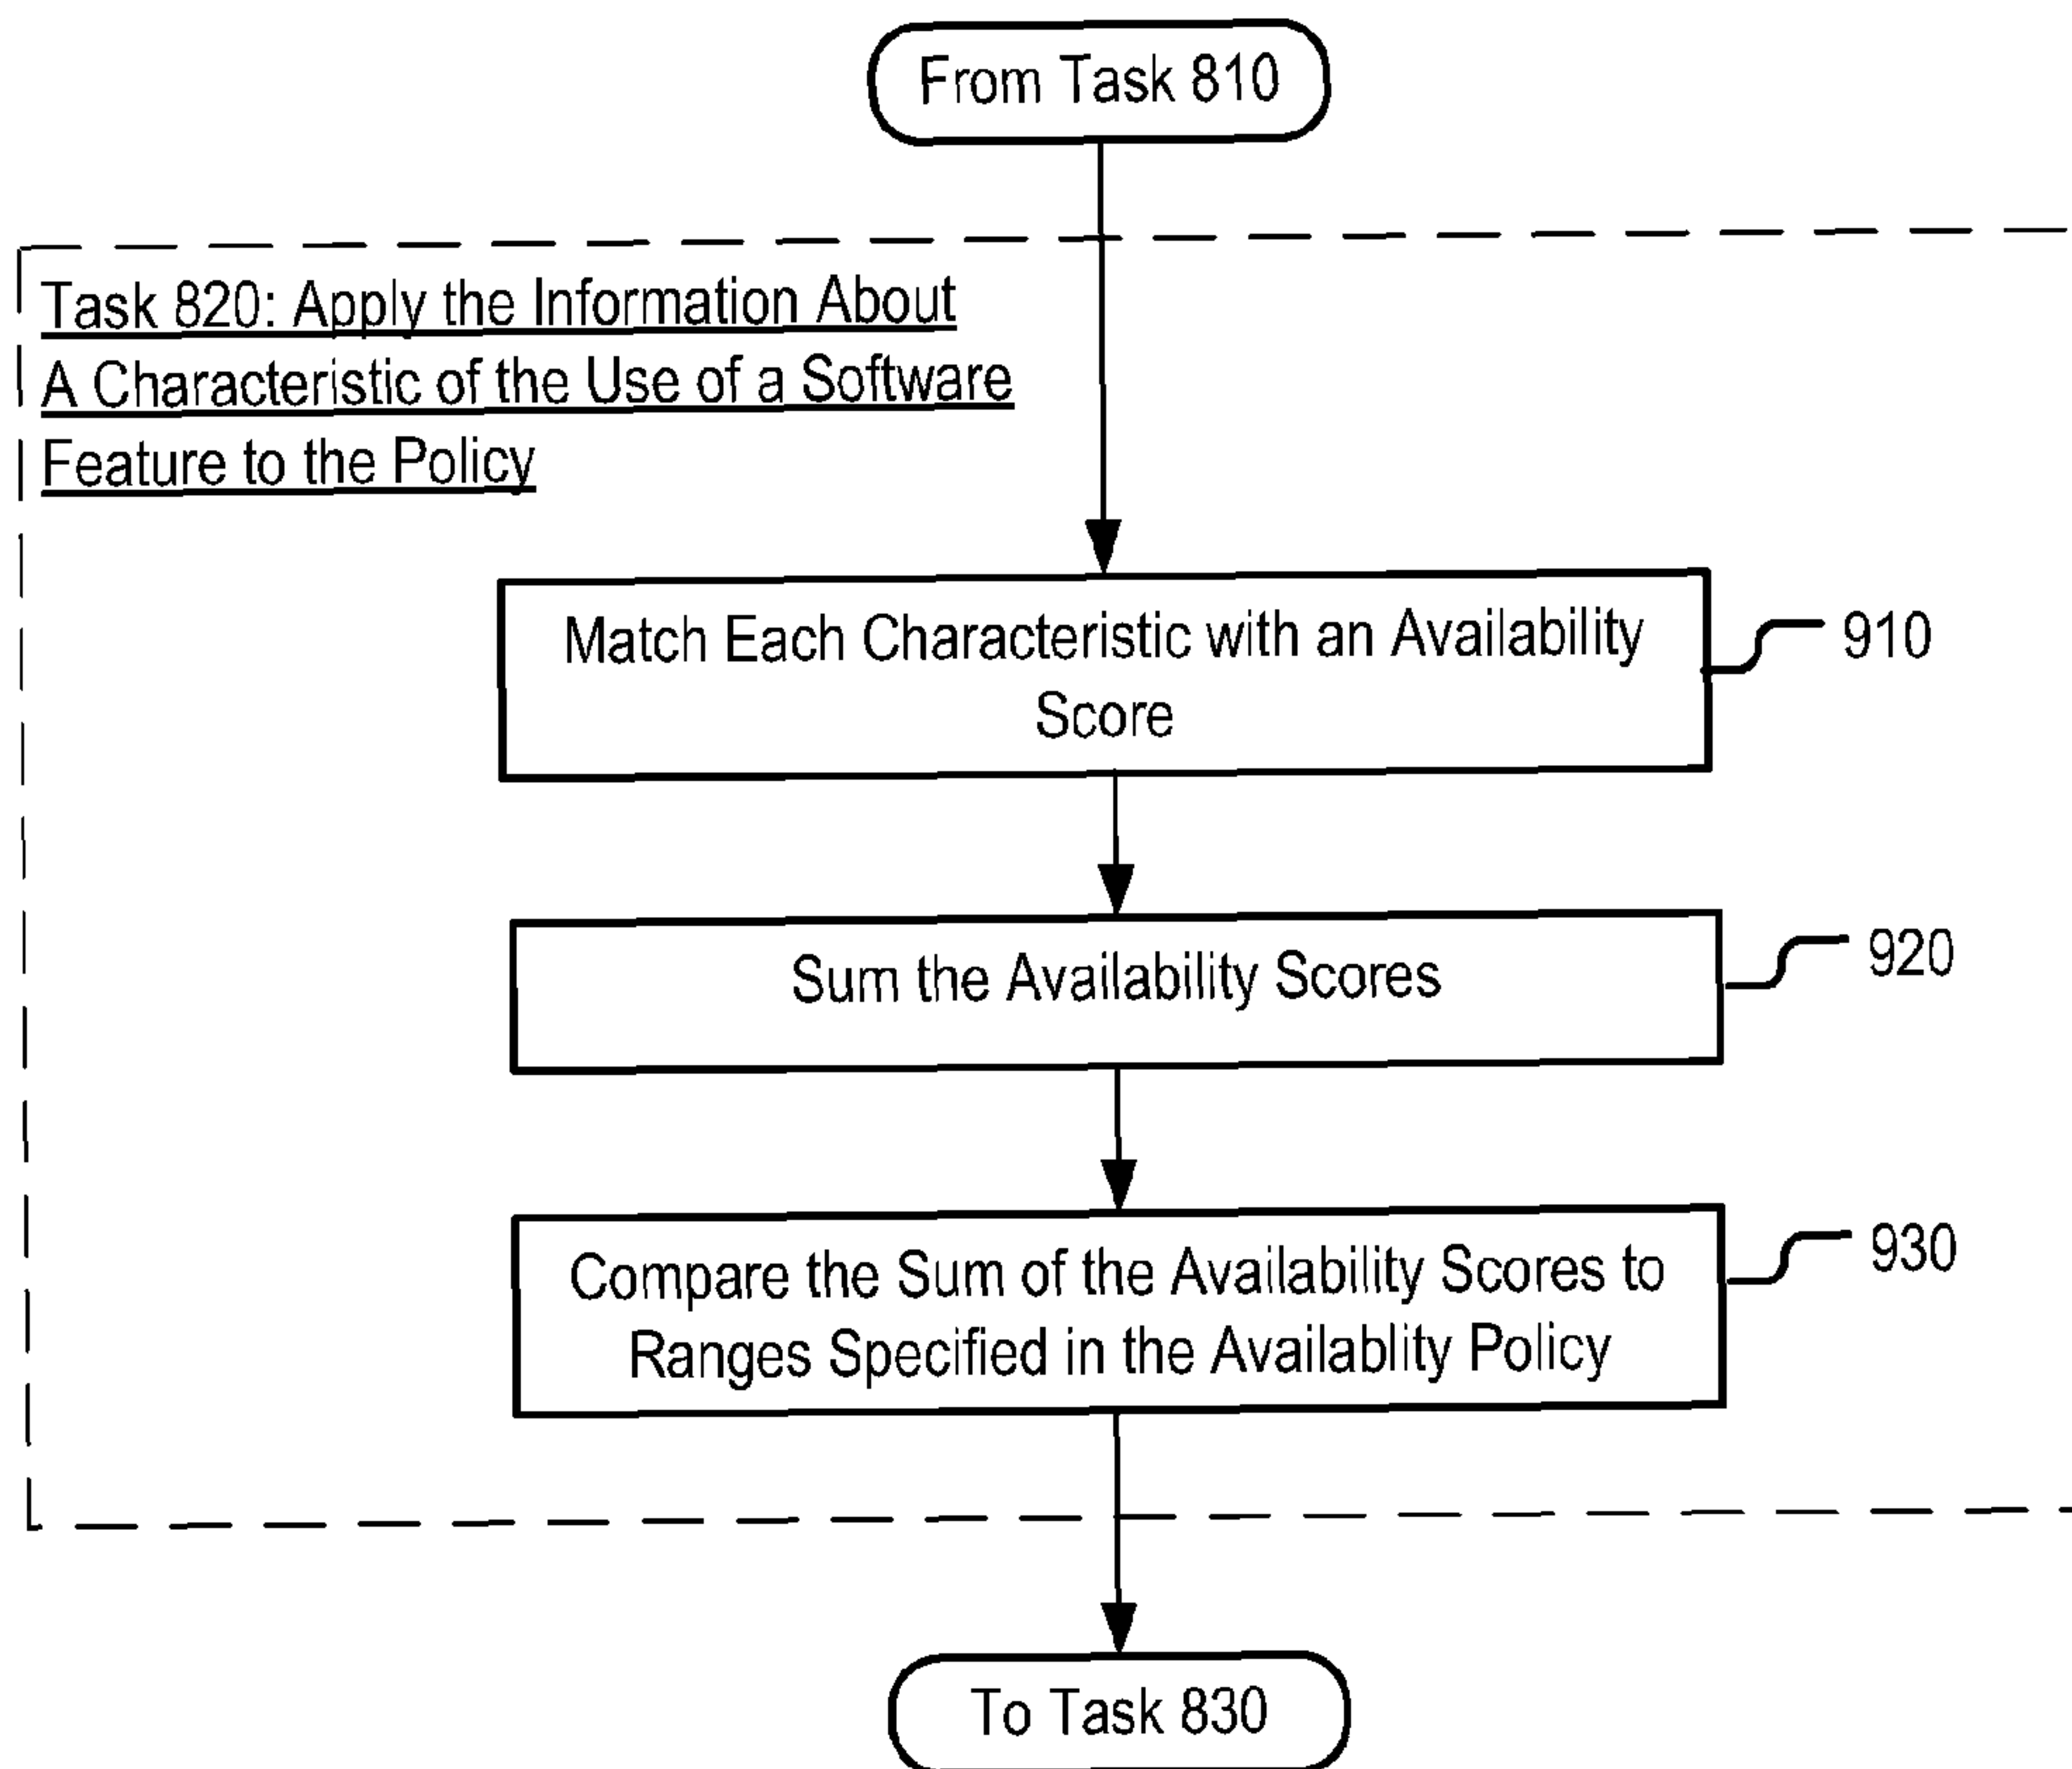 From Task 810
Task 820: Apply the Information About
A Characteristic of the Use of a Software
Feature to the Policy
Match Each Characteristic with an Availability
Score
910
Sum the Availability Scores
920
Compare the Sum of the Availability Scores to
Ranges Specified in the Availablity Policy
930
To Task 830